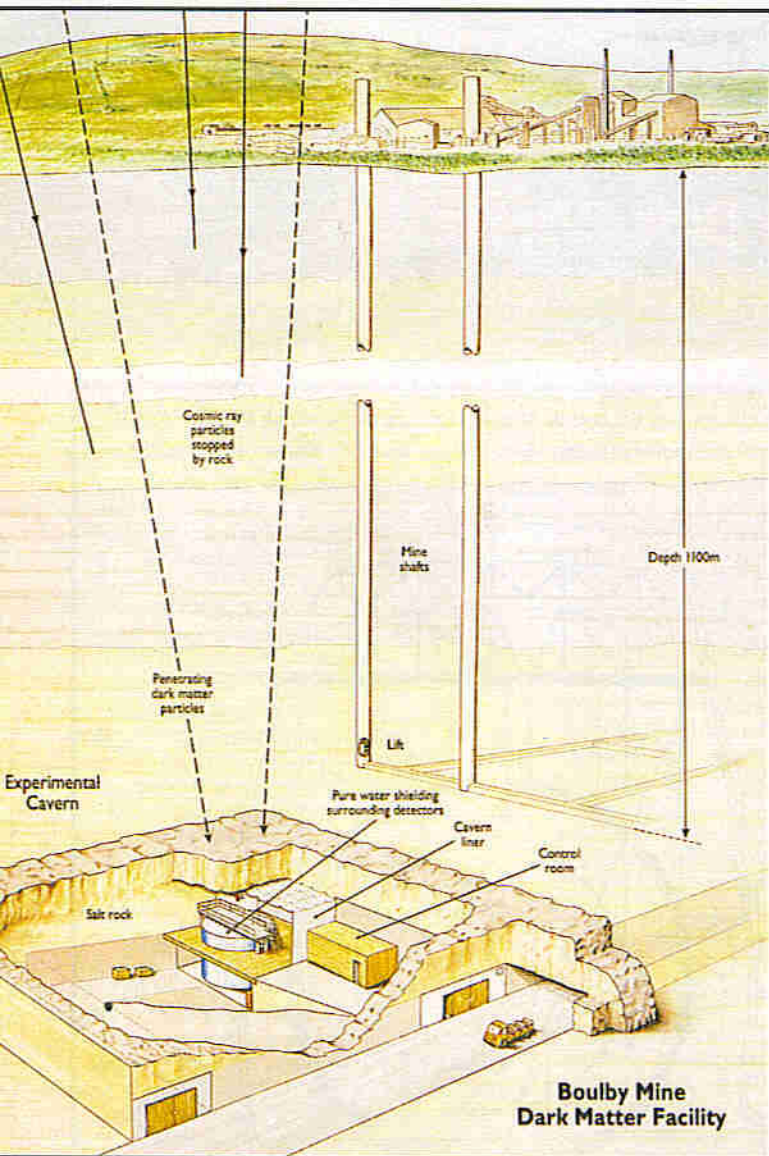 Cosmic ray
particles
stopped
by rock
Mine
shafts
Depth 1100m
Penetrating
dark matter
particles
Lift
Experimental
Cavern
Pure water shielding
surrounding detectors
Cavern
liner
Control
room
Salt rock
Boulby Mine
Dark Matter Facility